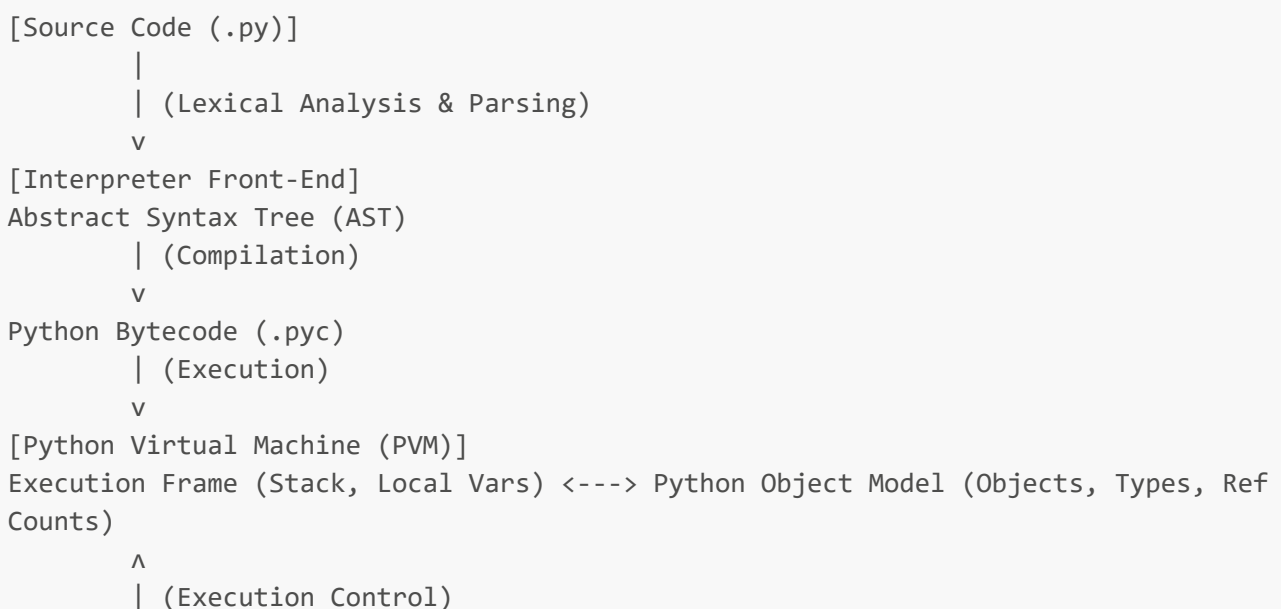 [Source Code (.py)]
        |
        | (Lexical Analysis & Parsing)
        v
[Interpreter Front-End]
Abstract Syntax Tree (AST)
        | (Compilation)
        v
Python Bytecode (.pyc)
        | (Execution)
        v
[Python Virtual Machine (PVM)]
Execution Frame (Stack, Local Vars) <---> Python Object Model (Objects, Types, Ref
Counts)
        ^
        | (Execution Control)